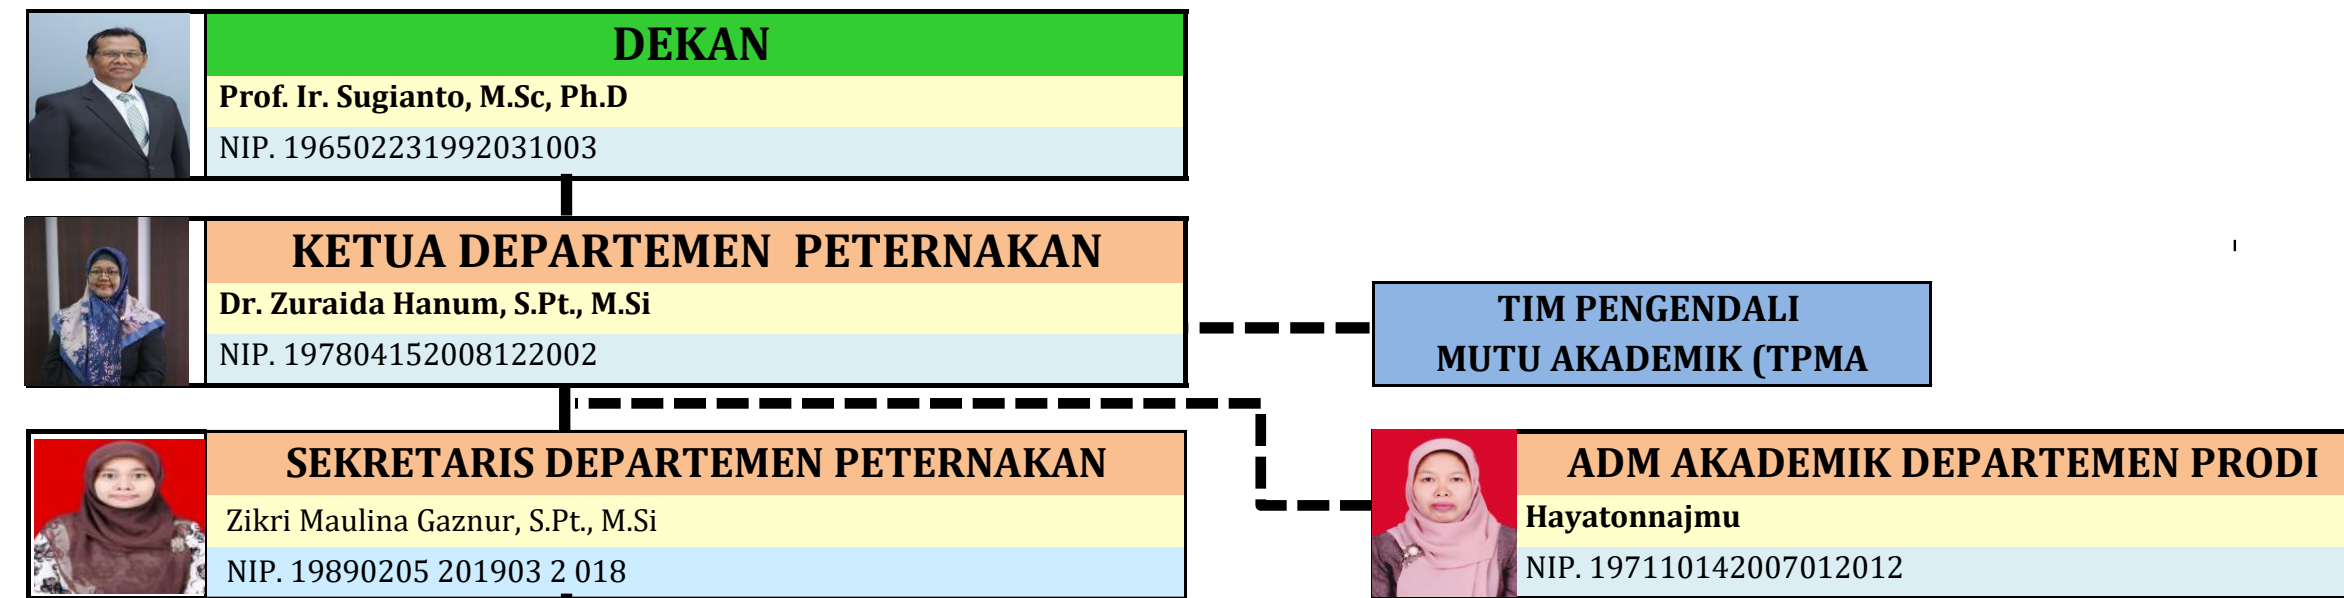 DEKAN
Prof. Ir. Sugianto, M.Sc, Ph.D
NIP. 196502231992031003
KETUA DEPARTEMEN  PETERNAKAN
Dr. Zuraida Hanum, S.Pt., M.Si
NIP. 197804152008122002
TIM PENGENDALI
MUTU AKADEMIK (TPMA
SEKRETARIS DEPARTEMEN PETERNAKAN
Zikri Maulina Gaznur, S.Pt., M.Si
NIP. 19890205 201903 2 018
ADM AKADEMIK DEPARTEMEN PRODI
Hayatonnajmu
NIP. 197110142007012012